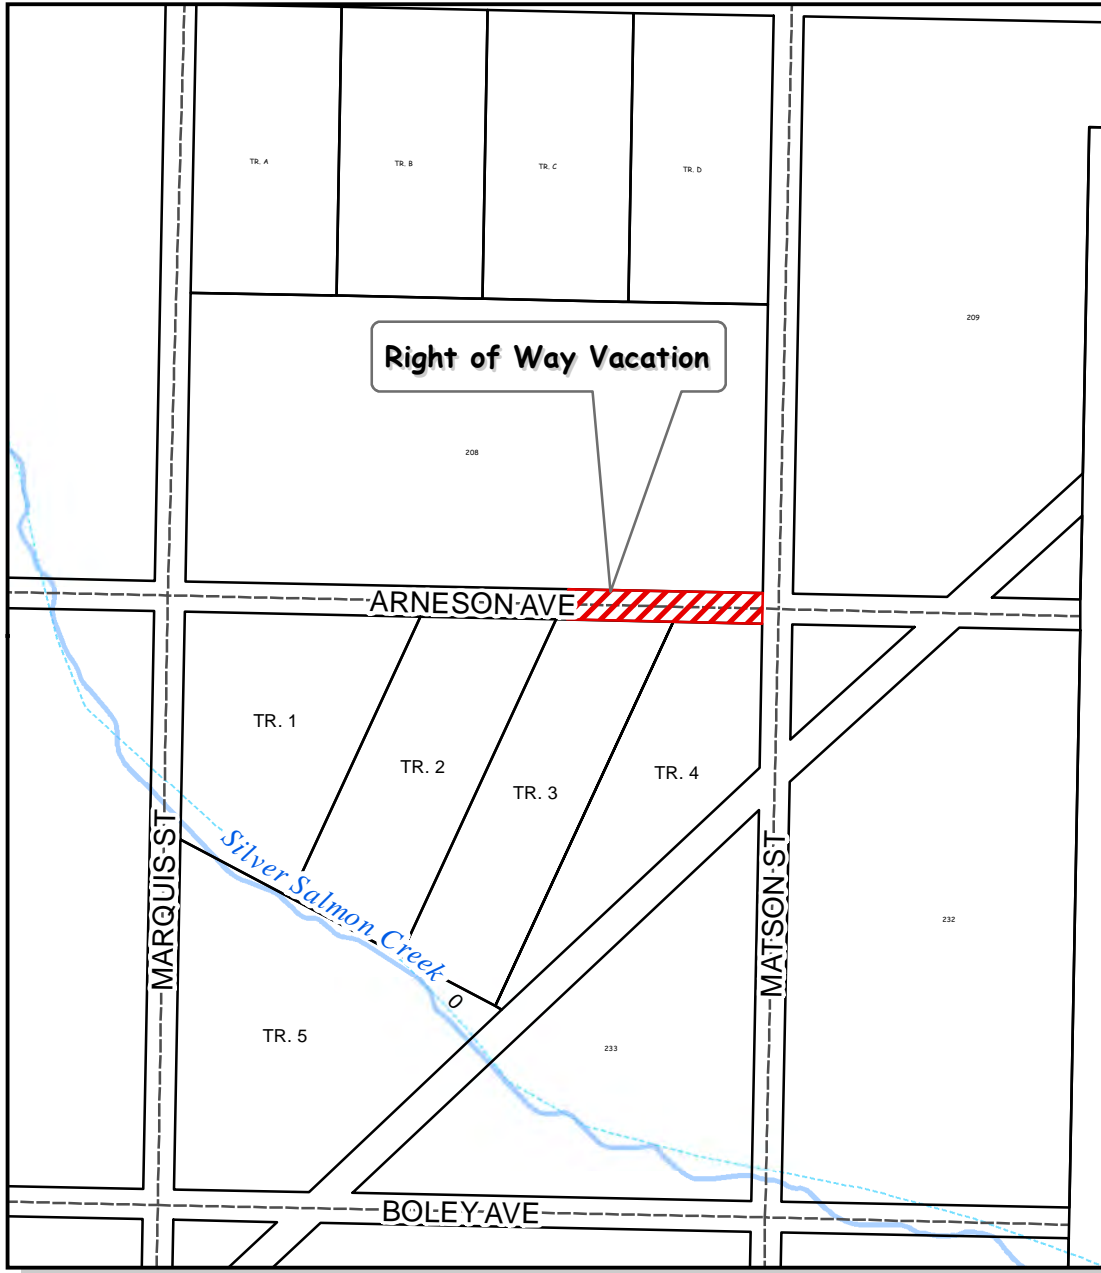 TR. A
TR. B
TR. C
TR. D
209
Right of Way Vacation
208
ARNESON AVE
TR. 1
TR. 2
TR. 3
TR. 4
Silver Salmon Creek
MARQUIS ST
MATSON ST
232
0
TR. 5
233
BOLEY AVE